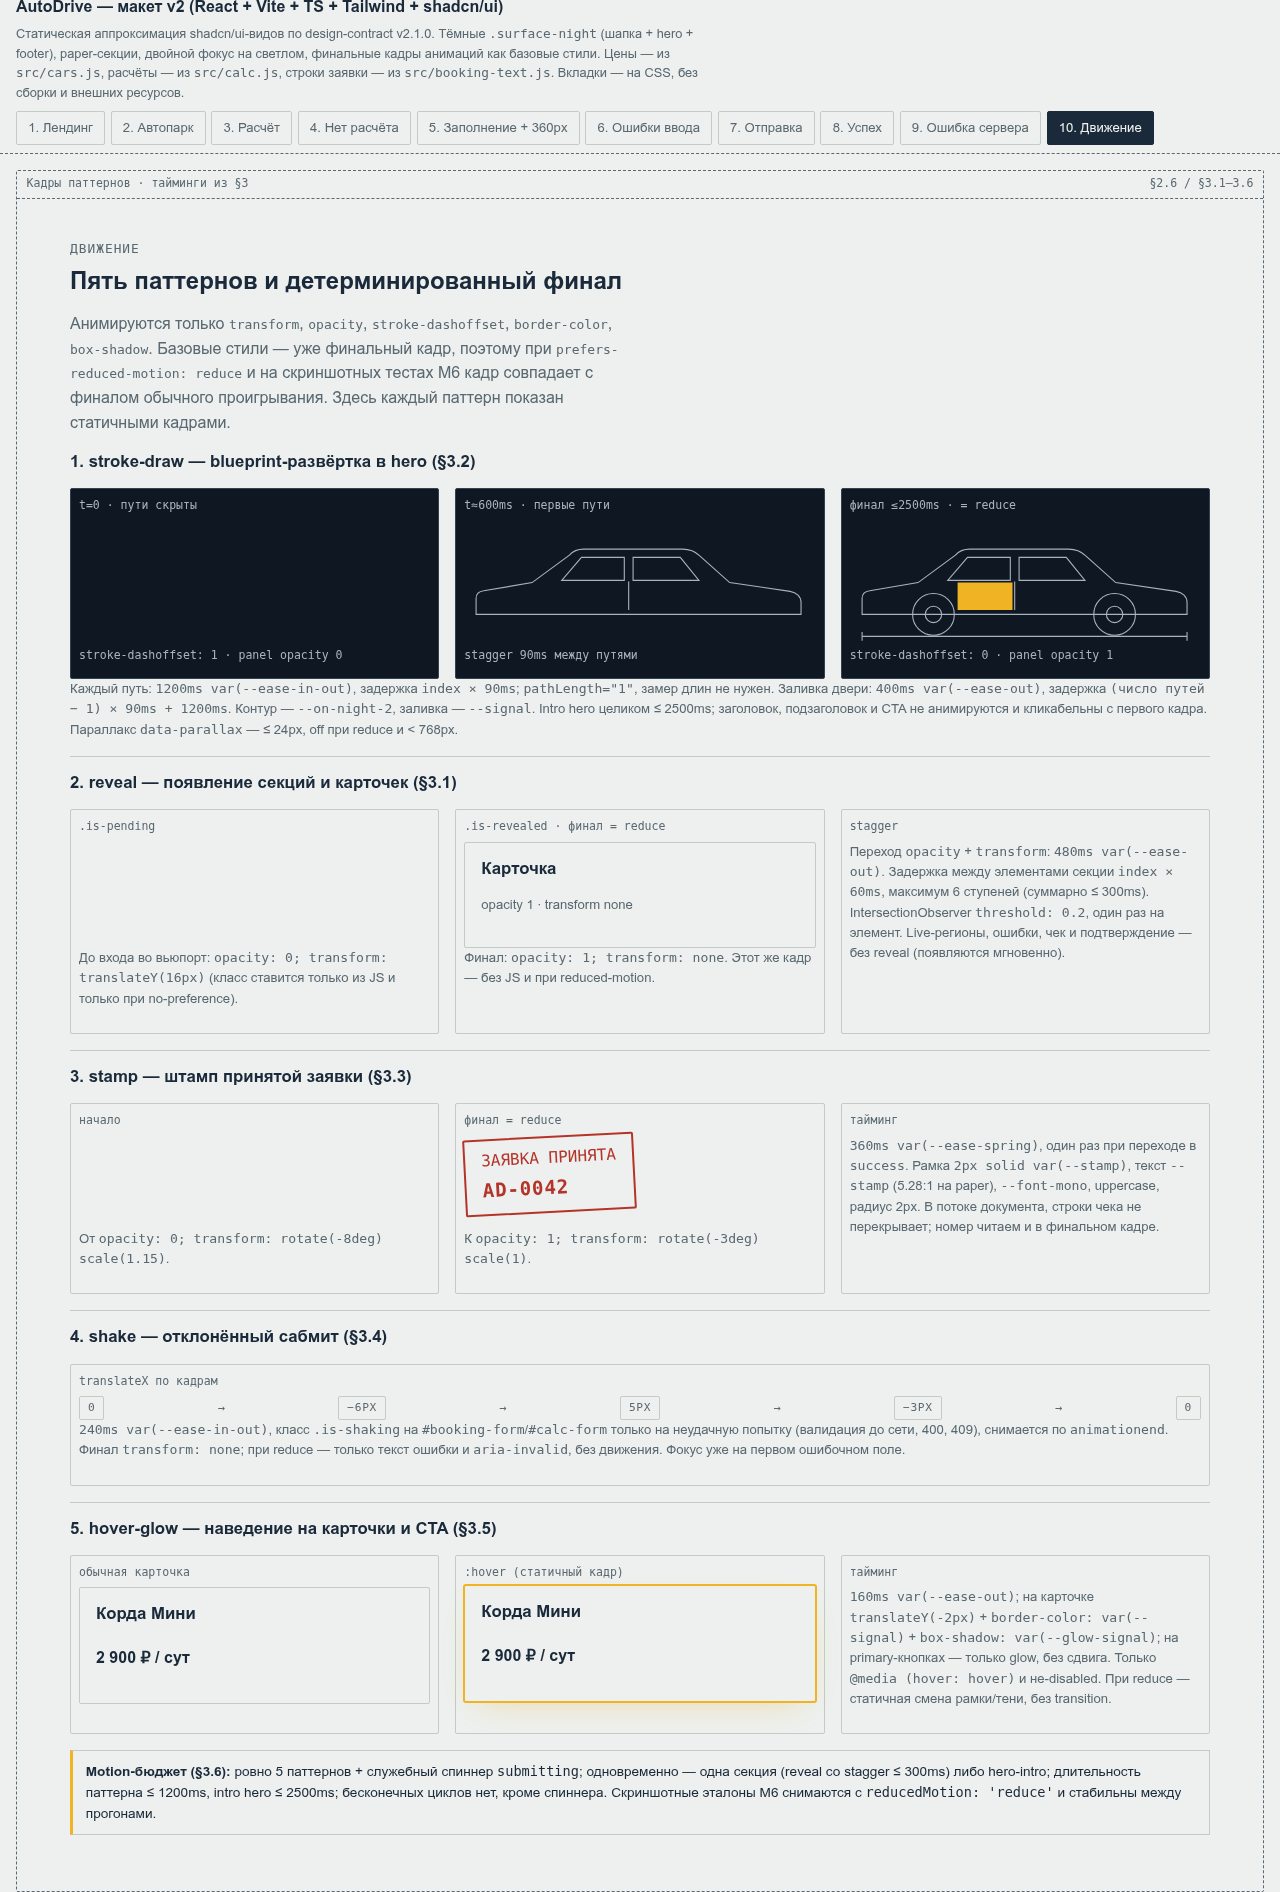 AutoDrive — макет v2 (React + Vite + TS + Tailwind + shadcn/ui)
Статическая аппроксимация shadcn/ui-видов по design-contract v2.1.0. Тёмные .surface-night (шапка + hero +
footer), paper-секции, двойной фокус на светлом, финальные кадры анимаций как базовые стили. Цены — из
src/cars.js, расчёты — из src/calc.js, строки заявки — из src/booking-text.js. Вкладки — на CSS, без
сборки и внешних ресурсов.
1. Лендинг 2. Автопарк 3. Расчёт 4. Нет расчёта 5. Заполнение + 360px 6. Ошибки ввода 7. Отправка 8. Успех 9. Ошибка сервера 10. Движение
Кадры паттернов · тайминги из §3 §2.6 / §3.1–3.6
ДВИЖЕНИЕ
Пять паттернов и детерминированный финал
Анимируются только transform, opacity, stroke-dashoffset, border-color,
box-shadow. Базовые стили — уже финальный кадр, поэтому при prefers-
reduced-motion: reduce и на скриншотных тестах M6 кадр совпадает с
финалом обычного проигрывания. Здесь каждый паттерн показан
статичными кадрами.
1. stroke-draw — blueprint-развёртка в hero (§3.2)
t=0 · пути скрыты
stroke-dashoffset: 1 · panel opacity 0
t≈600ms · первые пути
stagger 90ms между путями
финал ≤2500ms · = reduce
stroke-dashoffset: 0 · panel opacity 1
Каждый путь: 1200ms var(--ease-in-out), задержка index × 90ms; pathLength="1", замер длин не нужен. Заливка двери: 400ms var(--ease-out), задержка (число путей
− 1) × 90ms + 1200ms. Контур — --on-night-2, заливка — --signal. Intro hero целиком ≤ 2500ms; заголовок, подзаголовок и CTA не анимируются и кликабельны с первого кадра.
Параллакс data-parallax — ≤ 24px, off при reduce и < 768px.
2. reveal — появление секций и карточек (§3.1)
.is-pending
До входа во вьюпорт: opacity: 0; transform:
translateY(16px) (класс ставится только из JS и
только при no-preference).
.is-revealed · финал = reduce
Карточка
opacity 1 · transform none
Финал: opacity: 1; transform: none. Этот же кадр
— без JS и при reduced-motion.
stagger
Переход opacity + transform: 480ms var(--ease-
out). Задержка между элементами секции index ×
60ms, максимум 6 ступеней (суммарно ≤ 300ms).
IntersectionObserver threshold: 0.2, один раз на
элемент. Live-регионы, ошибки, чек и подтверждение —
без reveal (появляются мгновенно).
3. stamp — штамп принятой заявки (§3.3)
начало
От opacity: 0; transform: rotate(-8deg)
scale(1.15).
финал = reduce
ЗАЯВКА ПРИНЯТА
AD-0042
К opacity: 1; transform: rotate(-3deg)
scale(1).
тайминг
360ms var(--ease-spring), один раз при переходе в
success. Рамка 2px solid var(--stamp), текст --
stamp (5.28:1 на paper), --font-mono, uppercase,
радиус 2px. В потоке документа, строки чека не
перекрывает; номер читаем и в финальном кадре.
4. shake — отклонённый сабмит (§3.4)
translateX по кадрам
0 → −6PX → 5PX → −3PX → 0
240ms var(--ease-in-out), класс .is-shaking на #booking-form/#calc-form только на неудачную попытку (валидация до сети, 400, 409), снимается по animationend.
Финал transform: none; при reduce — только текст ошибки и aria-invalid, без движения. Фокус уже на первом ошибочном поле.
5. hover-glow — наведение на карточки и CTA (§3.5)
обычная карточка
Корда Мини
2 900 ₽ / сут
:hover (статичный кадр)
Корда Мини
2 900 ₽ / сут
тайминг
160ms var(--ease-out); на карточке
translateY(-2px) + border-color: var(--
signal) + box-shadow: var(--glow-signal); на
primary-кнопках — только glow, без сдвига. Только
@media (hover: hover) и не-disabled. При reduce —
статичная смена рамки/тени, без transition.
Motion-бюджет (§3.6): ровно 5 паттернов + служебный спиннер submitting; одновременно — одна секция (reveal со stagger ≤ 300ms) либо hero-intro; длительность
паттерна ≤ 1200ms, intro hero ≤ 2500ms; бесконечных циклов нет, кроме спиннера. Скриншотные эталоны M6 снимаются с reducedMotion: 'reduce' и стабильны между
прогонами.